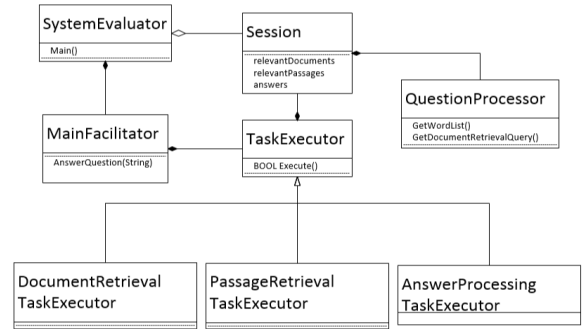 SystemEvaluator
Main()
Session
relevantDocuments
relevantPassages
answers
QuestionProcessor
GetWordList()
GetDocumentRetrievalQuery()
MainFacilitator
AnswerQuestion(String)
TaskExecutor
BOOL Execute()
DocumentRetrieval
TaskExecutor
PassageRetrieval
TaskExecutor
AnswerProcessing
TaskExecutor